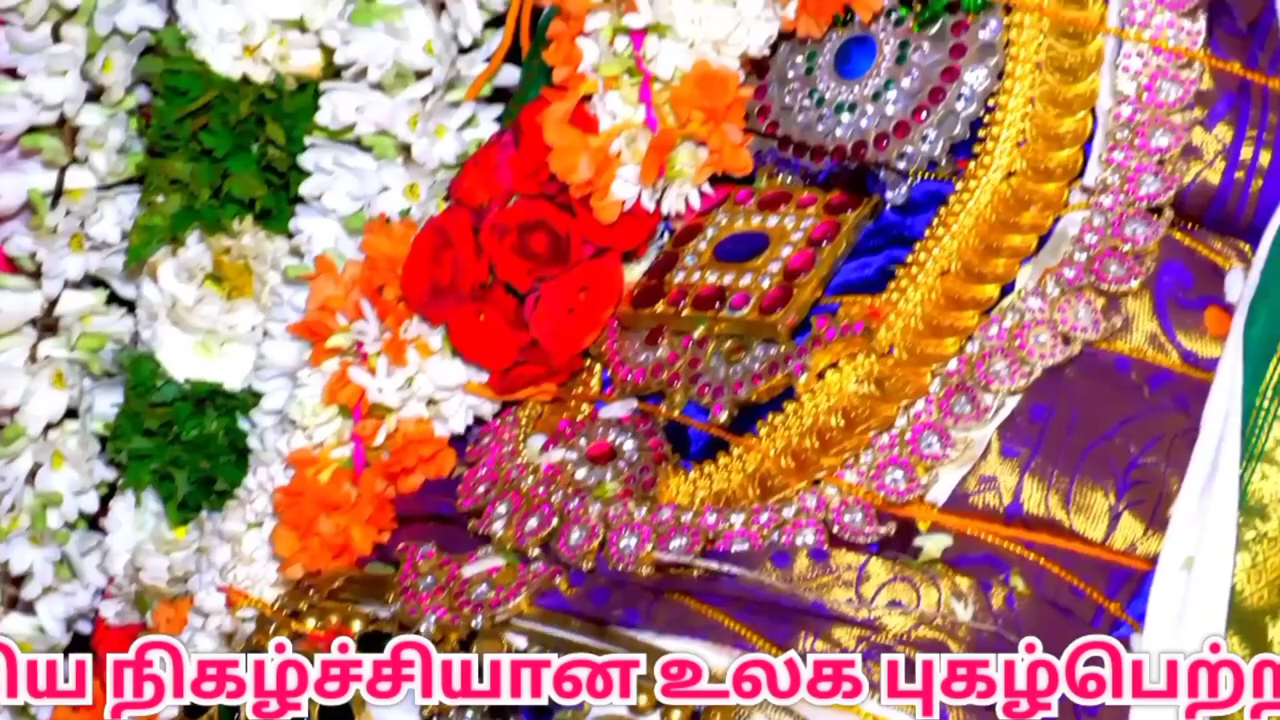 ிய நிகழ்ச்சியான உலக புகழ்பெற்ற